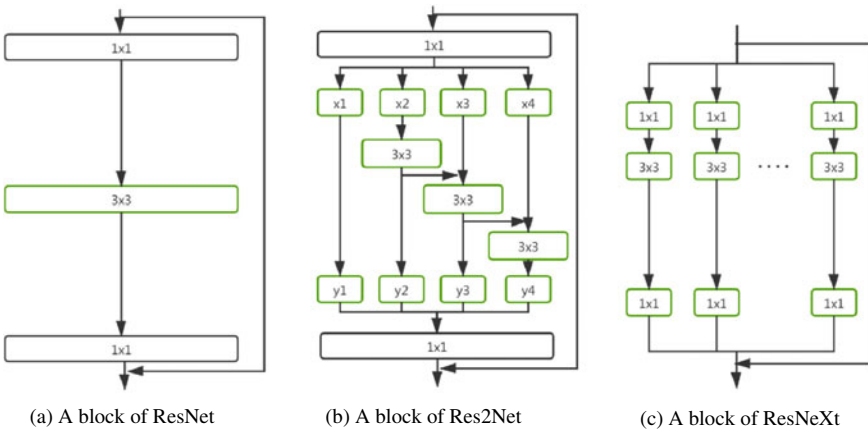 1x1
3x3
1x1
(a) A block of ResNet
1x1
x1 x2 x3 x4
3x3
3x3
3x3
y1 y2 y3 y4
1x1
(b) A block of Res2Net
1x1 1x1 1x1
3x3 3x3 .... 3x3
1x1 1x1 1x1
(c) A block of ResNeXt